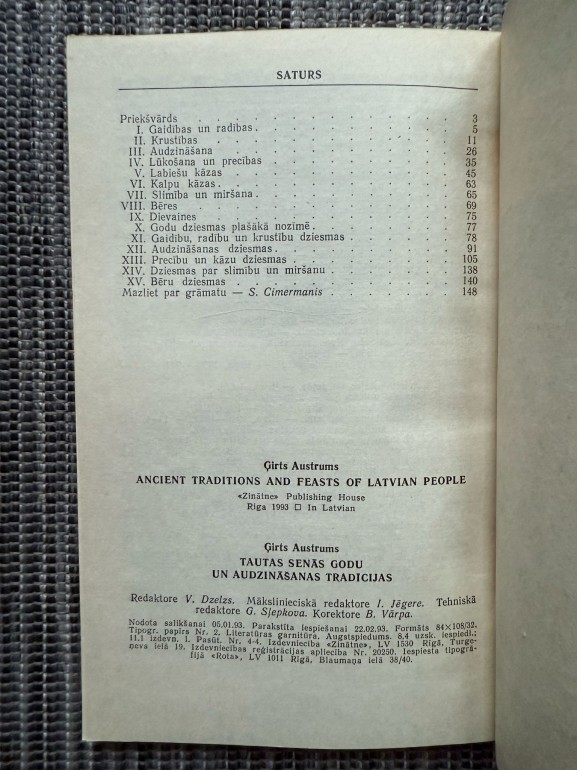 SATURS
Priekšvārds . . . . . . . . . . . . 3
I. Gaidības un radības . . . . . . . . . . 5
II. Krustības . . . . . . . . . . . . 11
III. Audzināšana . . . . . . . . . . . 26
IV. Lūkošana un precības . . . . . . . . . 35
V. Labiešu kāzas . . . . . . . . . . . 45
VI. Kalpu kāzas . . . . . . . . . . . 63
VII. Slimība un miršana . . . . . . . . . . 65
VIII. Bēres . . . . . . . . . . . . . 69
IX. Dievaines . . . . . . . . . . . . 75
X. Godu dziesmas plašākā nozīmē . . . . . . . 77
XI. Gaidību, radību un krustību dziesmas . . . . . 78
XII. Audzināšanas dziesmas . . . . . . . . . 91
XIII. Precību un kāzu dziesmas . . . . . . . . 105
XIV. Dziesmas par slimību un miršanu . . . . . . 138
XV. Bēru dziesmas . . . . . . . . . . . 140
Mazliet par grāmatu — S. Cimermanis . . . . . . 148
Ģirts Austrums
ANCIENT TRADITIONS AND FEASTS OF LATVIAN PEOPLE
«Zinātne» Publishing House
Riga 1993 □ In Latvian
Ģirts Austrums
TAUTAS SENĀS GODU
UN AUDZINĀŠANAS TRADĪCIJAS
Redaktore V. Dzelzs. Mākslinieciskā redaktore I. Jēgere. Tehniskā
redaktore G. Sļepkova. Korektore B. Vārpa.
Nodota salikšanai 05.01.93. Parakstīta iespiešanai 22.02.93. Formāts 84×108/32.
Tipogr. papīrs Nr. 2. Literatūras garnitūra. Augstspiedums. 8,4 uzsk. iespiedl.;
11,1 izdevn. l. Pasūt. Nr. 4-4. Izdevniecība «Zinātne», LV 1530 Rīgā, Turge-
ņeva ielā 19. Izdevniecības reģistrācijas apliecība Nr. 20250. Iespiesta tipogrā-
fijā «Rota», LV 1011 Rīgā, Blaumaņa ielā 38/40.